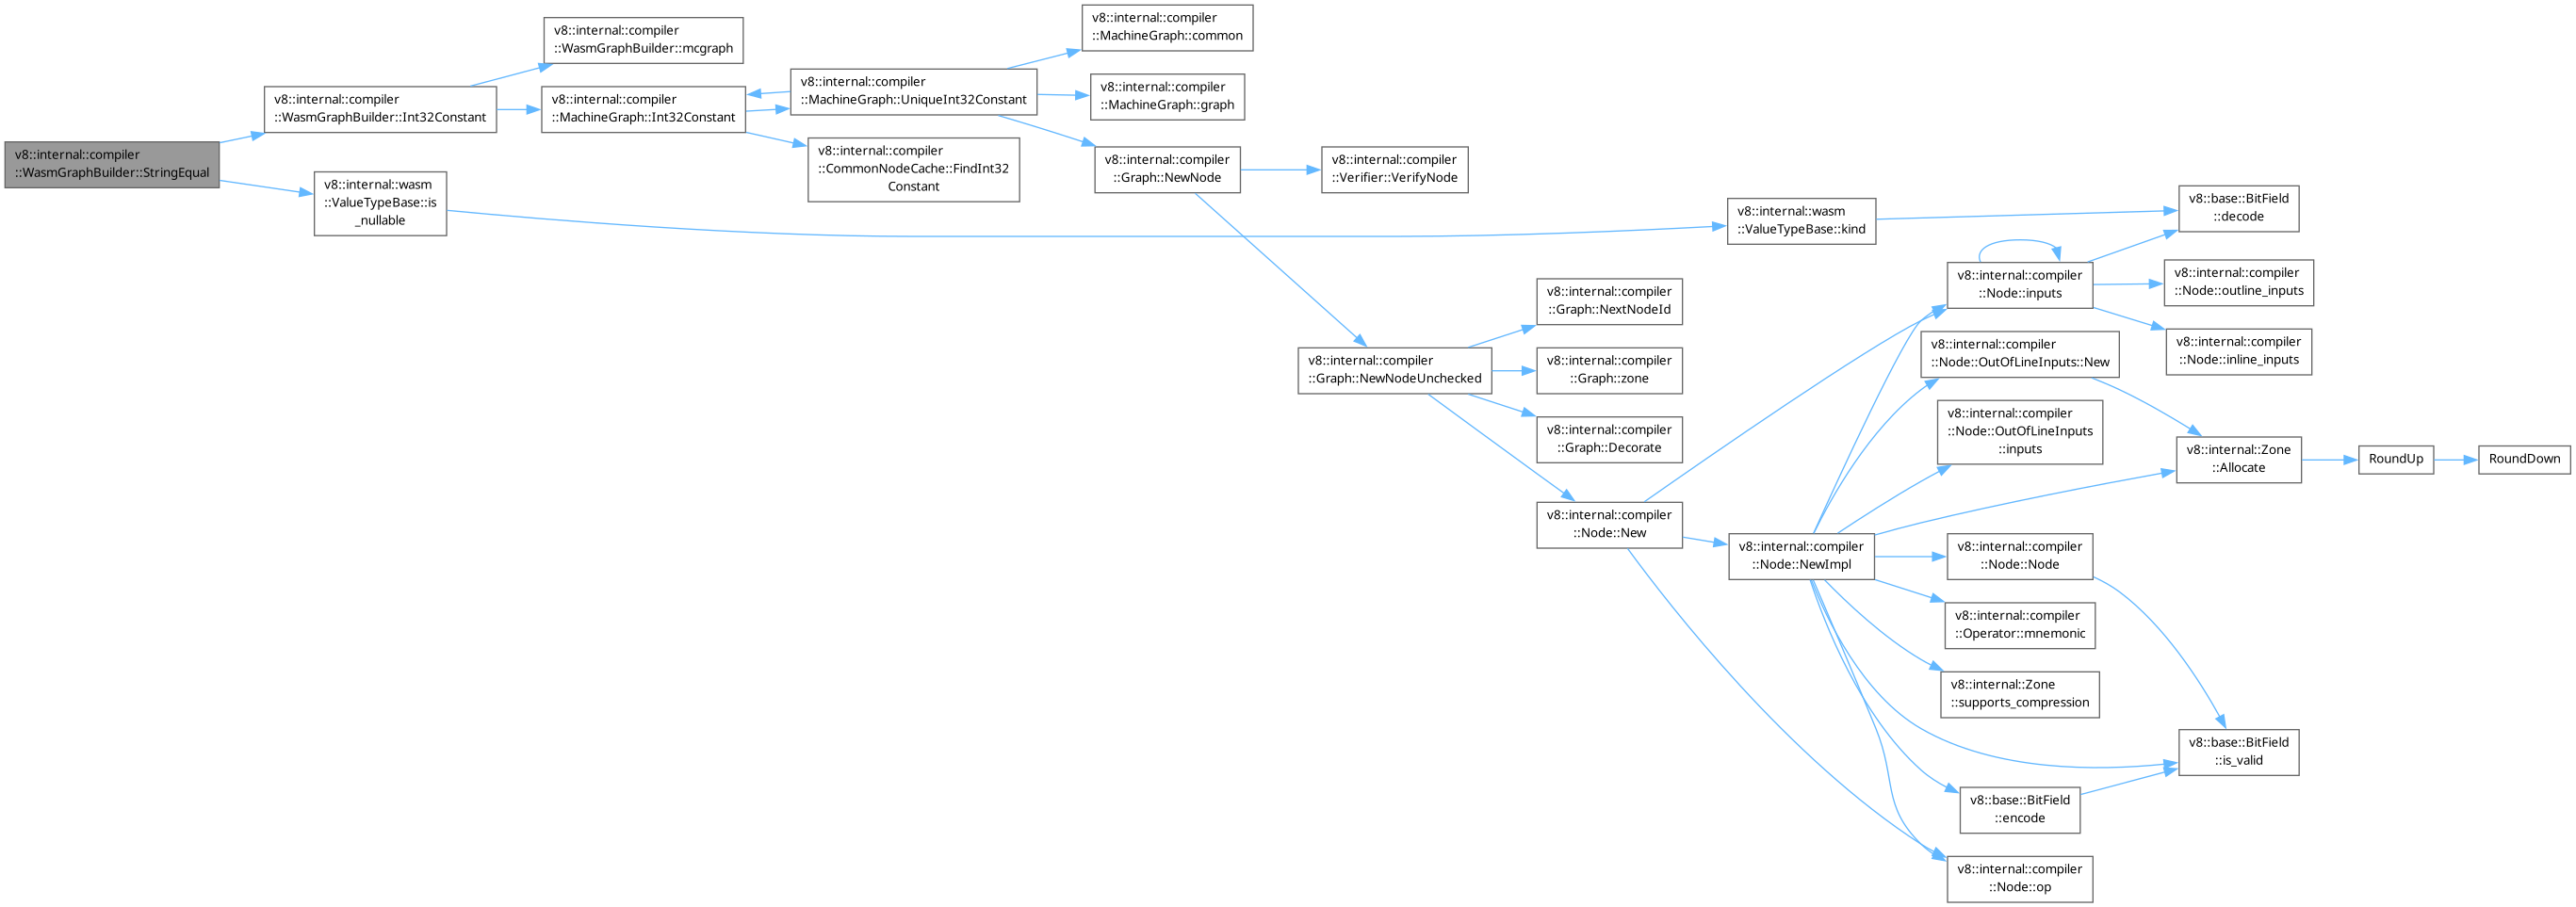 v8::internal::compiler
::WasmGraphBuilder::StringEqual
v8::internal::compiler
::WasmGraphBuilder::Int32Constant
v8::internal::wasm
::ValueTypeBase::is
_nullable
v8::internal::compiler
::WasmGraphBuilder::mcgraph
v8::internal::compiler
::MachineGraph::Int32Constant
v8::internal::compiler
::MachineGraph::UniqueInt32Constant
v8::internal::compiler
::CommonNodeCache::FindInt32
Constant
v8::internal::compiler
::MachineGraph::common
v8::internal::compiler
::MachineGraph::graph
v8::internal::compiler
::Graph::NewNode
v8::internal::compiler
::Verifier::VerifyNode
v8::internal::compiler
::Graph::NewNodeUnchecked
v8::internal::compiler
::Graph::NextNodeId
v8::internal::compiler
::Graph::zone
v8::internal::compiler
::Graph::Decorate
v8::internal::compiler
::Node::New
v8::internal::wasm
::ValueTypeBase::kind
v8::internal::compiler
::Node::NewImpl
v8::internal::compiler
::Node::inputs
v8::internal::compiler
::Node::OutOfLineInputs::New
v8::internal::compiler
::Node::OutOfLineInputs
::inputs
v8::internal::compiler
::Node::Node
v8::internal::compiler
::Operator::mnemonic
v8::internal::Zone
::supports_compression
v8::base::BitField
::encode
v8::internal::compiler
::Node::op
v8::base::BitField
::decode
v8::internal::compiler
::Node::outline_inputs
v8::internal::compiler
::Node::inline_inputs
v8::internal::Zone
::Allocate
v8::base::BitField
::is_valid
RoundUp
RoundDown